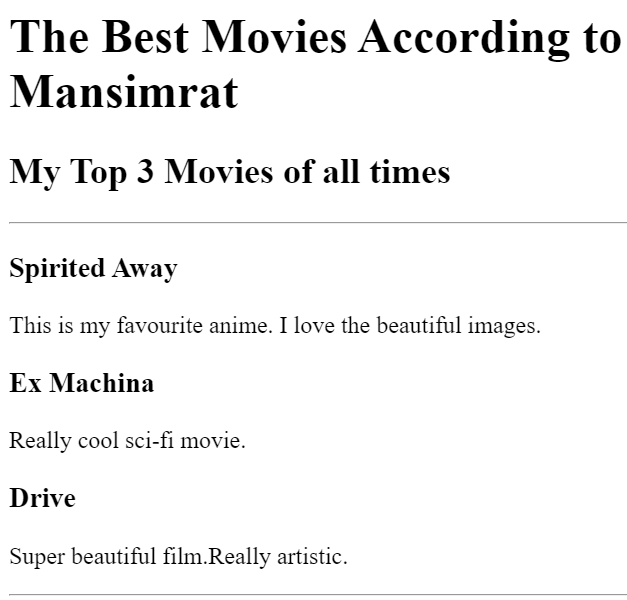 The Best Movies According to
Mansimrat
My Top 3 Movies of all times
Spirited Away
This is my favourite anime. I love the beautiful images.
Ex Machina
Really cool sci-fi movie.
Drive
Super beautiful film.Really artistic.